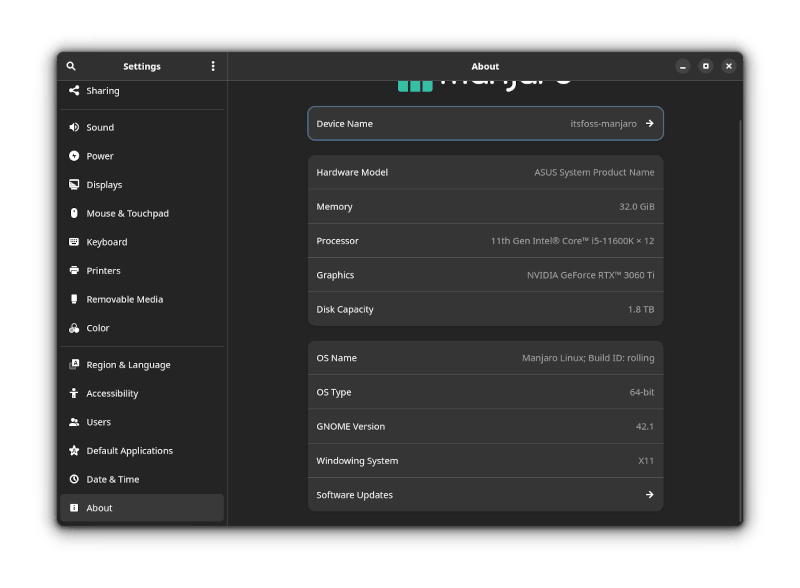 Settings
About
Sharing
Sound
Power
Displays
Mouse & Touchpad
Keyboard
Printers
Removable Media
Color
Region & Language
Accessibility
Users
Default Applications
Date & Time
About
manjaro
Device Name itsfoss-manjaro
Hardware Model ASUS System Product Name
Memory 32.0 GiB
Processor 11th Gen Intel® Core™ i5-11600K × 12
Graphics NVIDIA GeForce RTX™ 3060 Ti
Disk Capacity 1.8 TB
OS Name Manjaro Linux; Build ID: rolling
OS Type 64-bit
GNOME Version 42.1
Windowing System X11
Software Updates